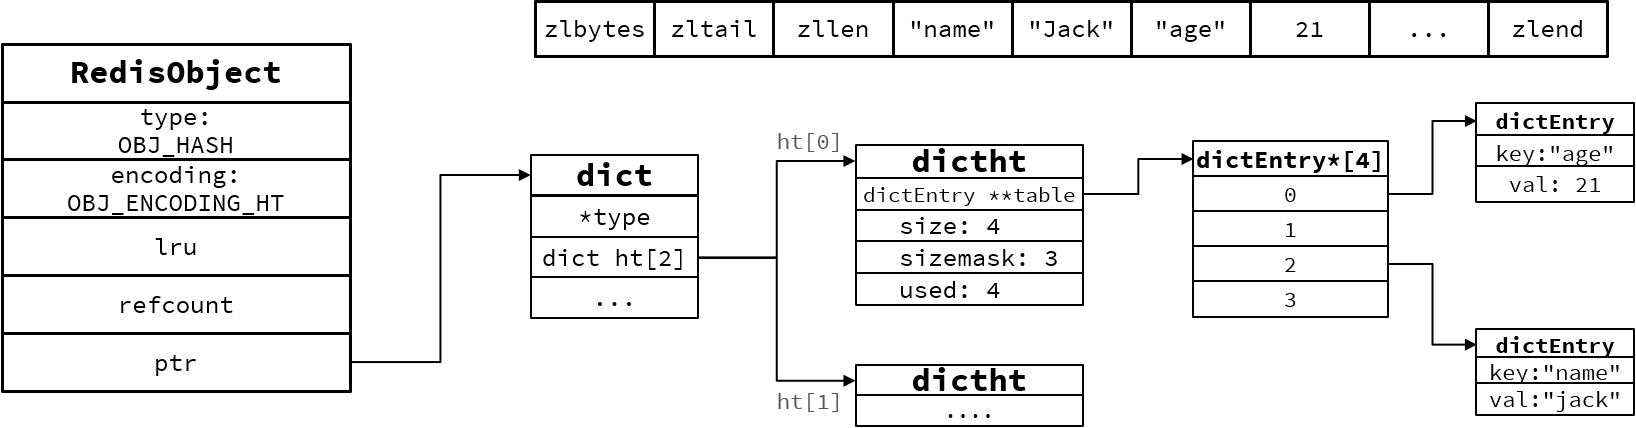 zlbytes zltail zllen "name" "Jack" "age" 21 ... zlend
RedisObject
type:
OBJ_HASH
encoding:
OBJ_ENCODING_HT
lru
refcount
ptr
dict
*type
dict ht[2]
...
ht[0]
dictht
dictEntry **table
size: 4
sizemask: 3
used: 4
ht[1]
dictht
....
dictEntry*[4]
0
1
2
3
dictEntry
key:"age"
val: 21
dictEntry
key:"name"
val:"jack"